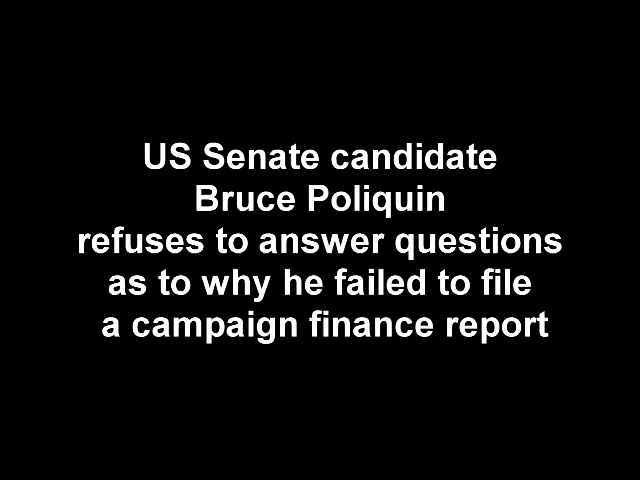 US Senate candidate
Bruce Poliquin
refuses to answer questions
as to why he failed to file
a campaign finance report